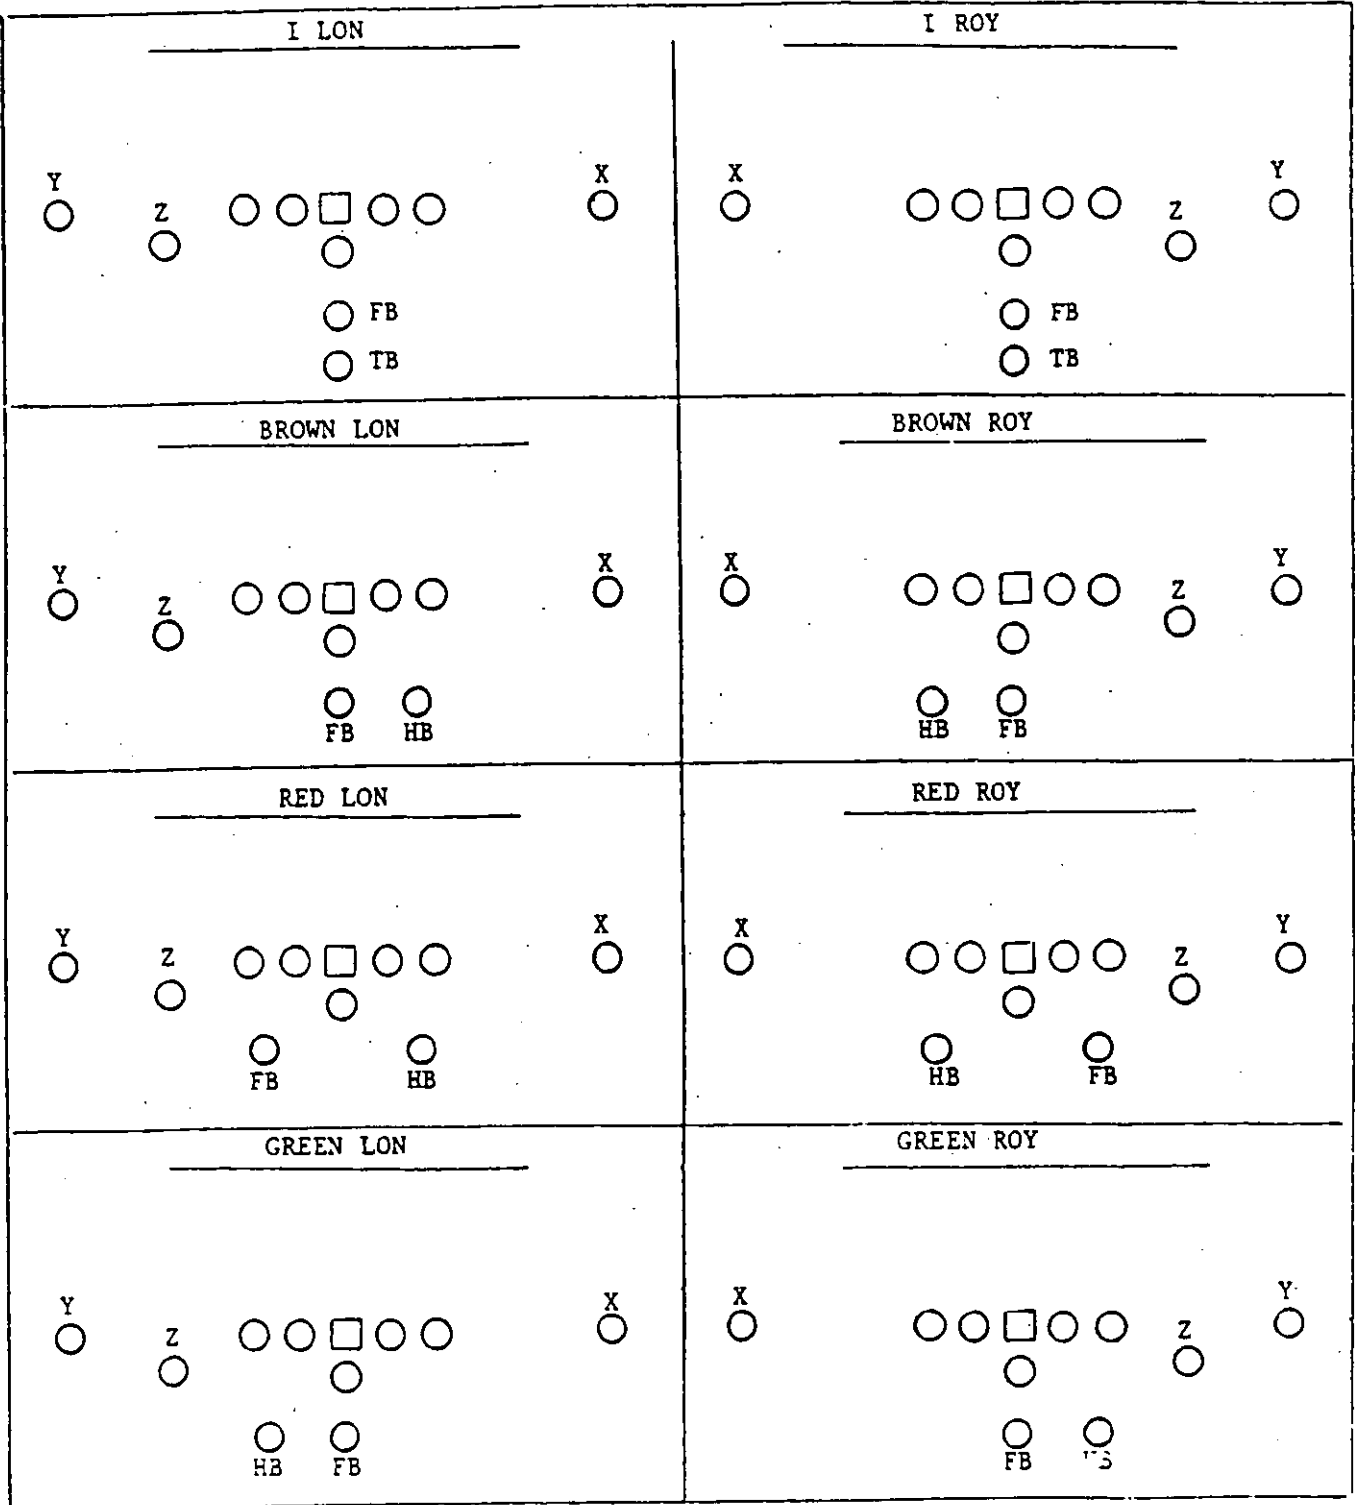 I LON
Y
Z
X
FB
TB
I ROY
X
Z
Y
FB
TB
BROWN LON
Y
Z
X
FB HB
BROWN ROY
X
Z
Y
HB FB
RED LON
Y
Z
X
FB HB
RED ROY
X
Z
Y
HB FB
GREEN LON
Y
Z
X
HB FB
GREEN ROY
X
Z
Y
FB